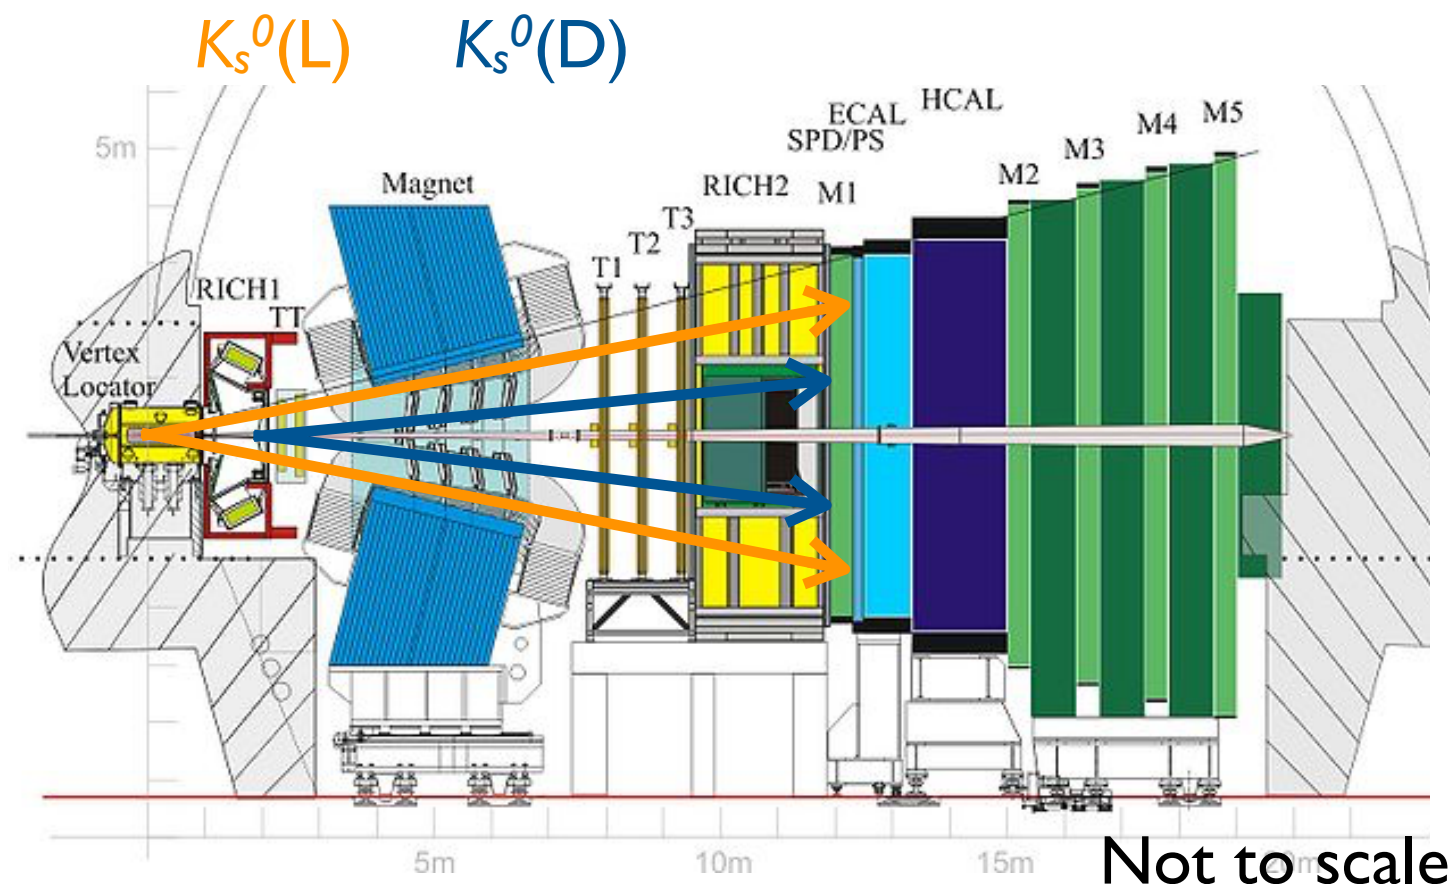 Ks0(L) Ks0(D)
HCAL
ECAL
SPD/PS
M5
M4
M3
M2
5m
Magnet
RICH2
M1
T3
T2
T1
RICH1
TT
Vertex
Locator
5m
10m
15m
20m
Not to scale